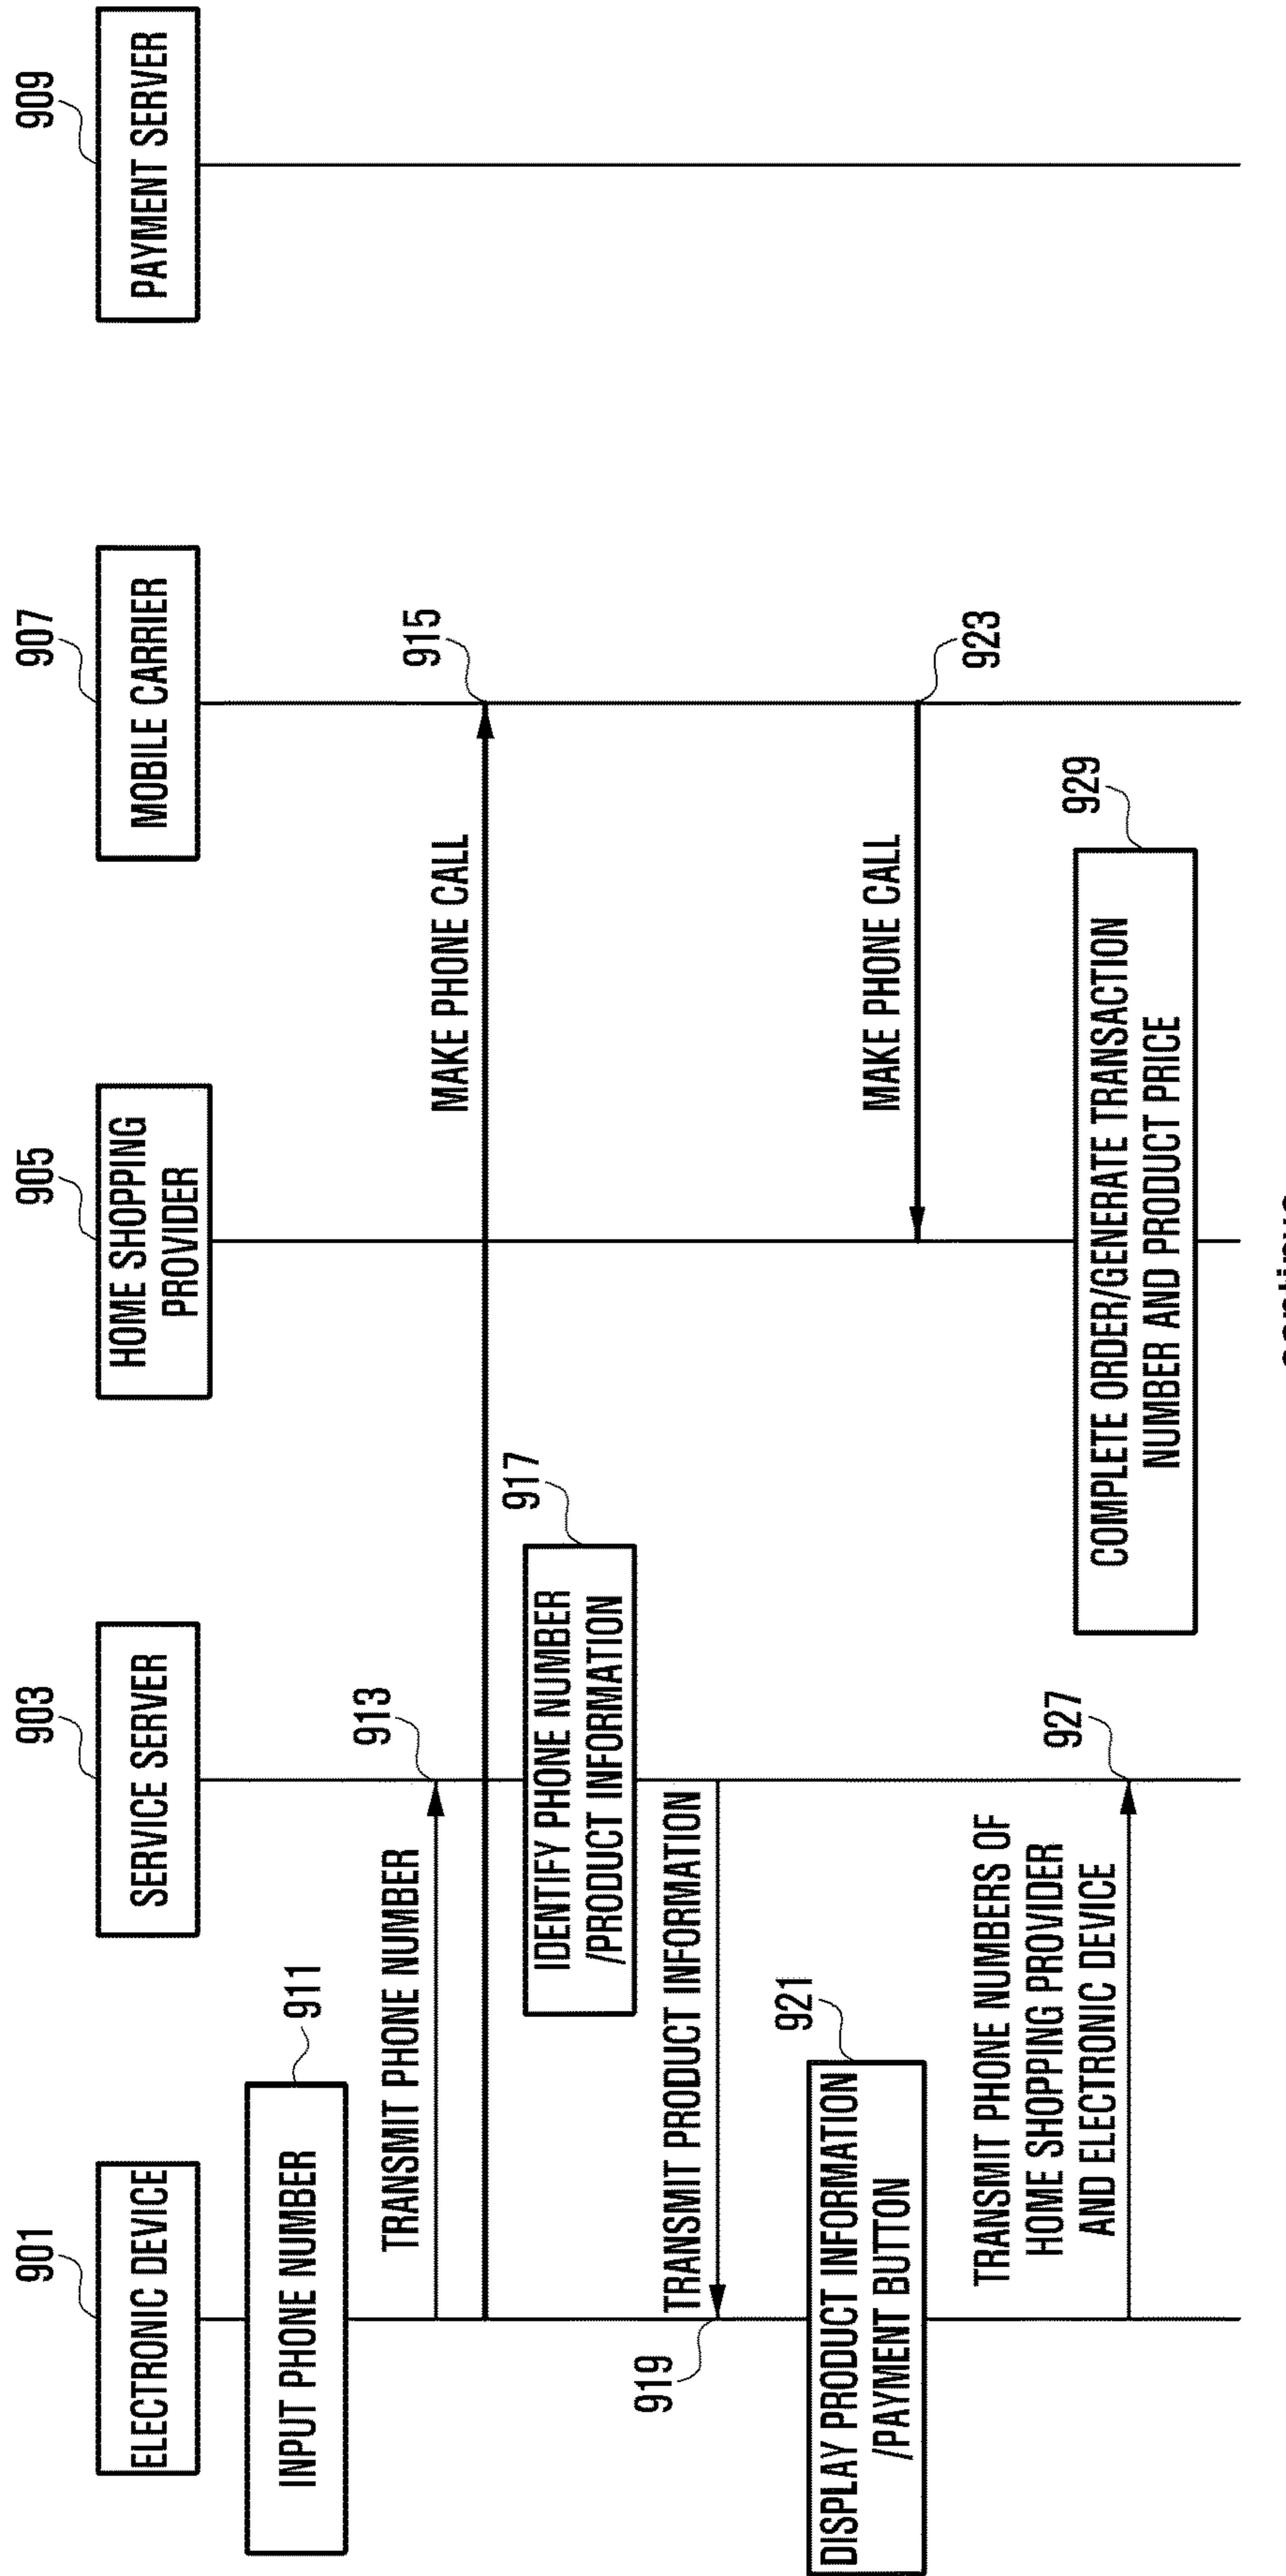 901
903
905
907
909
ELECTRONIC DEVICE
SERVICE SERVER
HOME SHOPPING
PROVIDER
MOBILE CARRIER
PAYMENT SERVER
INPUT PHONE NUMBER
911
TRANSMIT PHONE NUMBER
913
MAKE PHONE CALL
915
917
IDENTIFY PHONE NUMBER
/PRODUCT INFORMATION
TRANSMIT PRODUCT INFORMATION
919
921
DISPLAY PRODUCT INFORMATION
/PAYMENT BUTTON
MAKE PHONE CALL
923
TRANSMIT PHONE NUMBERS OF
HOME SHOPPING PROVIDER
AND ELECTRONIC DEVICE
927
929
COMPLETE ORDER/GENERATE TRANSACTION
NUMBER AND PRODUCT PRICE